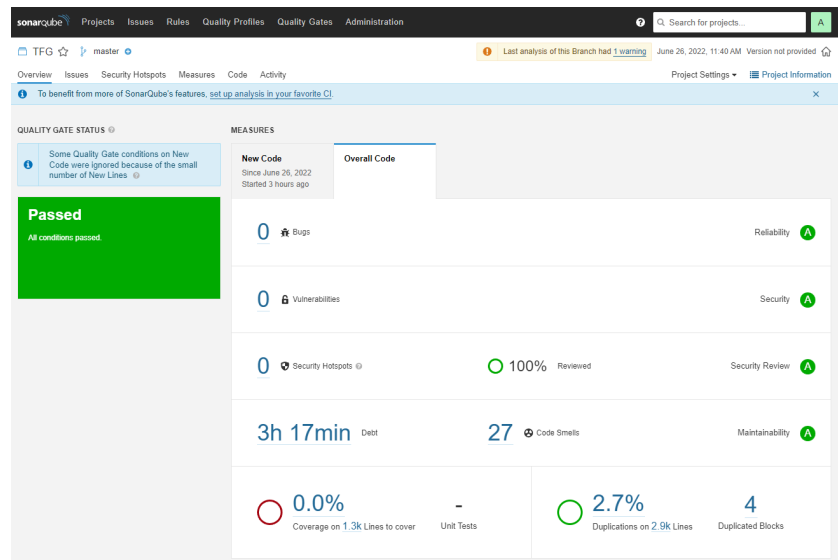 sonarqube Projects Issues Rules Quality Profiles Quality Gates Administration ? Search for projects... A
TFG master Last analysis of this Branch had 1 warning June 26, 2022, 11:40 AM Version not provided
Overview Issues Security Hotspots Measures Code Activity Project Settings Project Information
To benefit from more of SonarQube's features, set up analysis in your favorite CI.
QUALITY GATE STATUS
Some Quality Gate conditions on New
Code were ignored because of the small
number of New Lines
Passed
All conditions passed.
MEASURES
New Code
Since June 26, 2022
Started 3 hours ago
Overall Code
0 Bugs Reliability A
0 Vulnerabilities Security A
0 Security Hotspots 100% Reviewed Security Review A
3h 17min Debt 27 Code Smells Maintainability A
0.0% -
Coverage on 1.3k Lines to cover Unit Tests
2.7% 4
Duplications on 2.9k Lines Duplicated Blocks